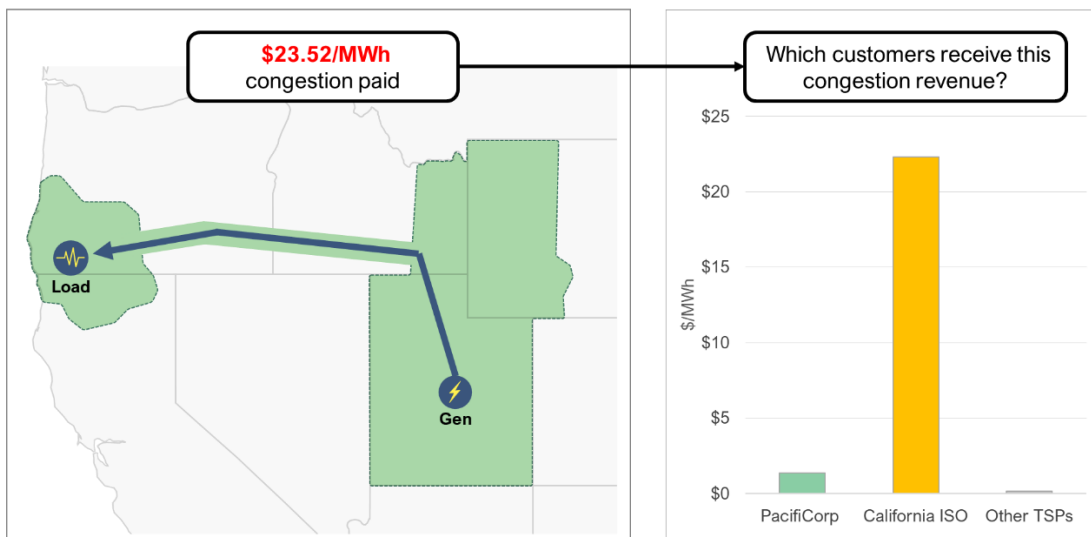 $23.52/MWh
congestion paid
Load
Gen
Which customers receive this
congestion revenue?
$25
$20
$15
$10
$5
$0
$/MWh
PacifiCorp California ISO Other TSPs